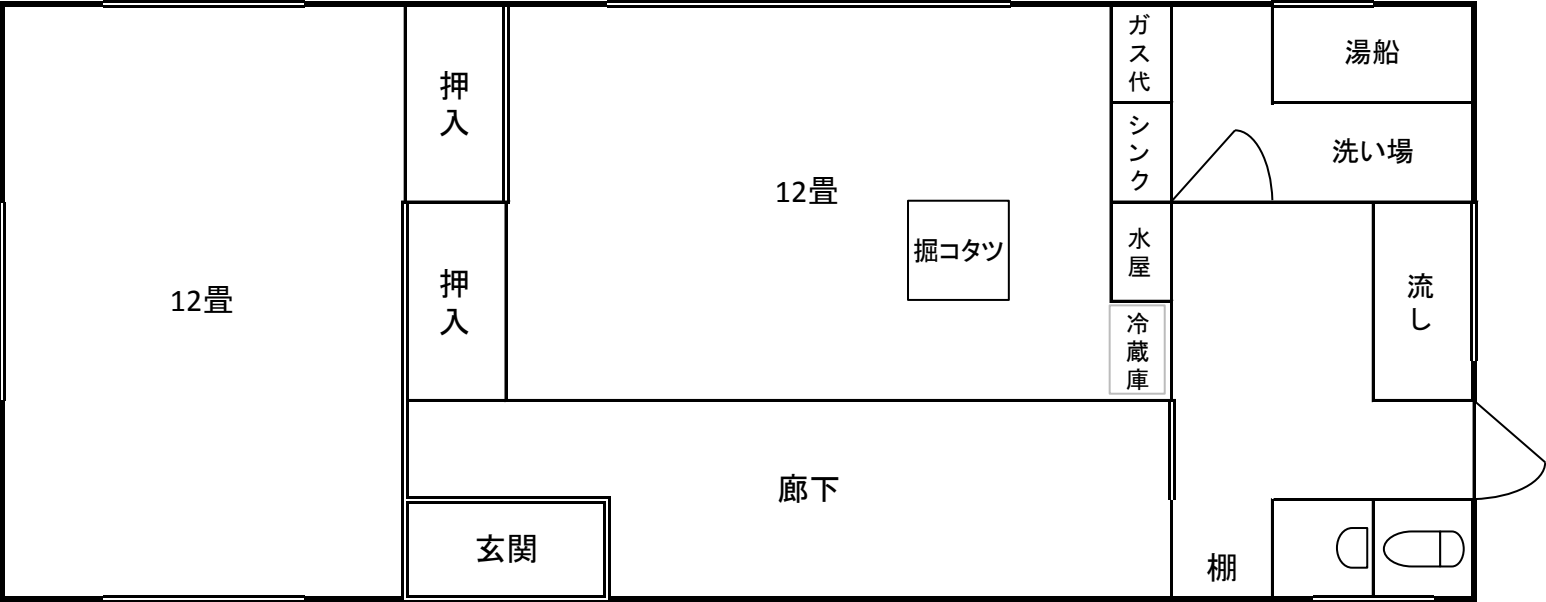 12畳
押入
押入
12畳
掘コタツ
ガス代
シンク
水屋
冷蔵庫
湯船
洗い場
流し
廊下
玄関
棚